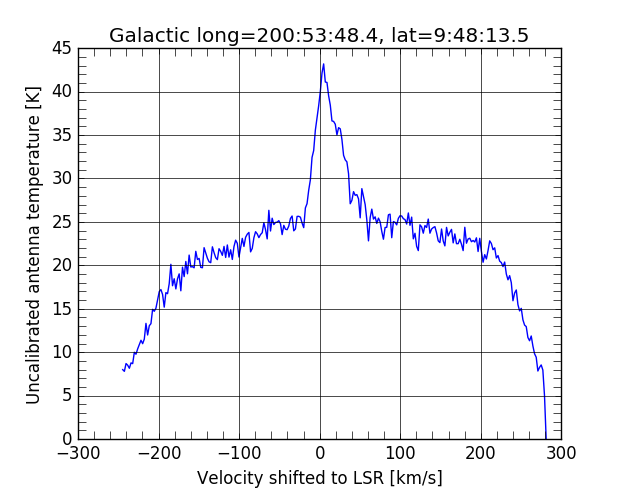 Galactic long=200:53:48.4, lat=9:48:13.5
Uncalibrated antenna temperature [K]
45
40
35
30
25
20
15
10
5
0
−300 −200 −100 0 100 200 300
Velocity shifted to LSR [km/s]